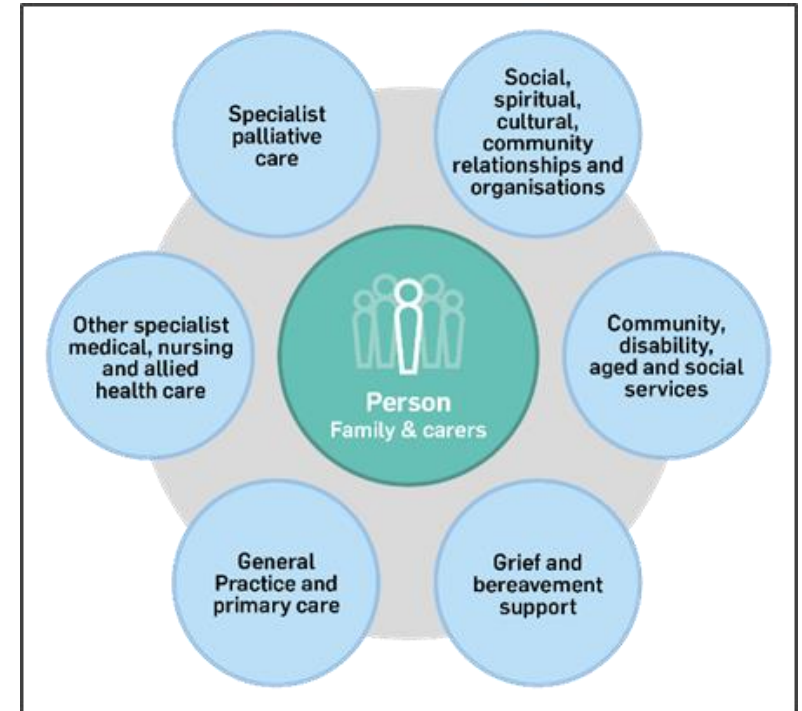 Specialist
palliative
care
Social,
spiritual,
cultural,
community
relationships and
organisations
Other specialist
medical, nursing
and allied
health care
Person
Family & carers
Community,
disability,
aged and social
services
General
Practice and
primary care
Grief and
bereavement
support